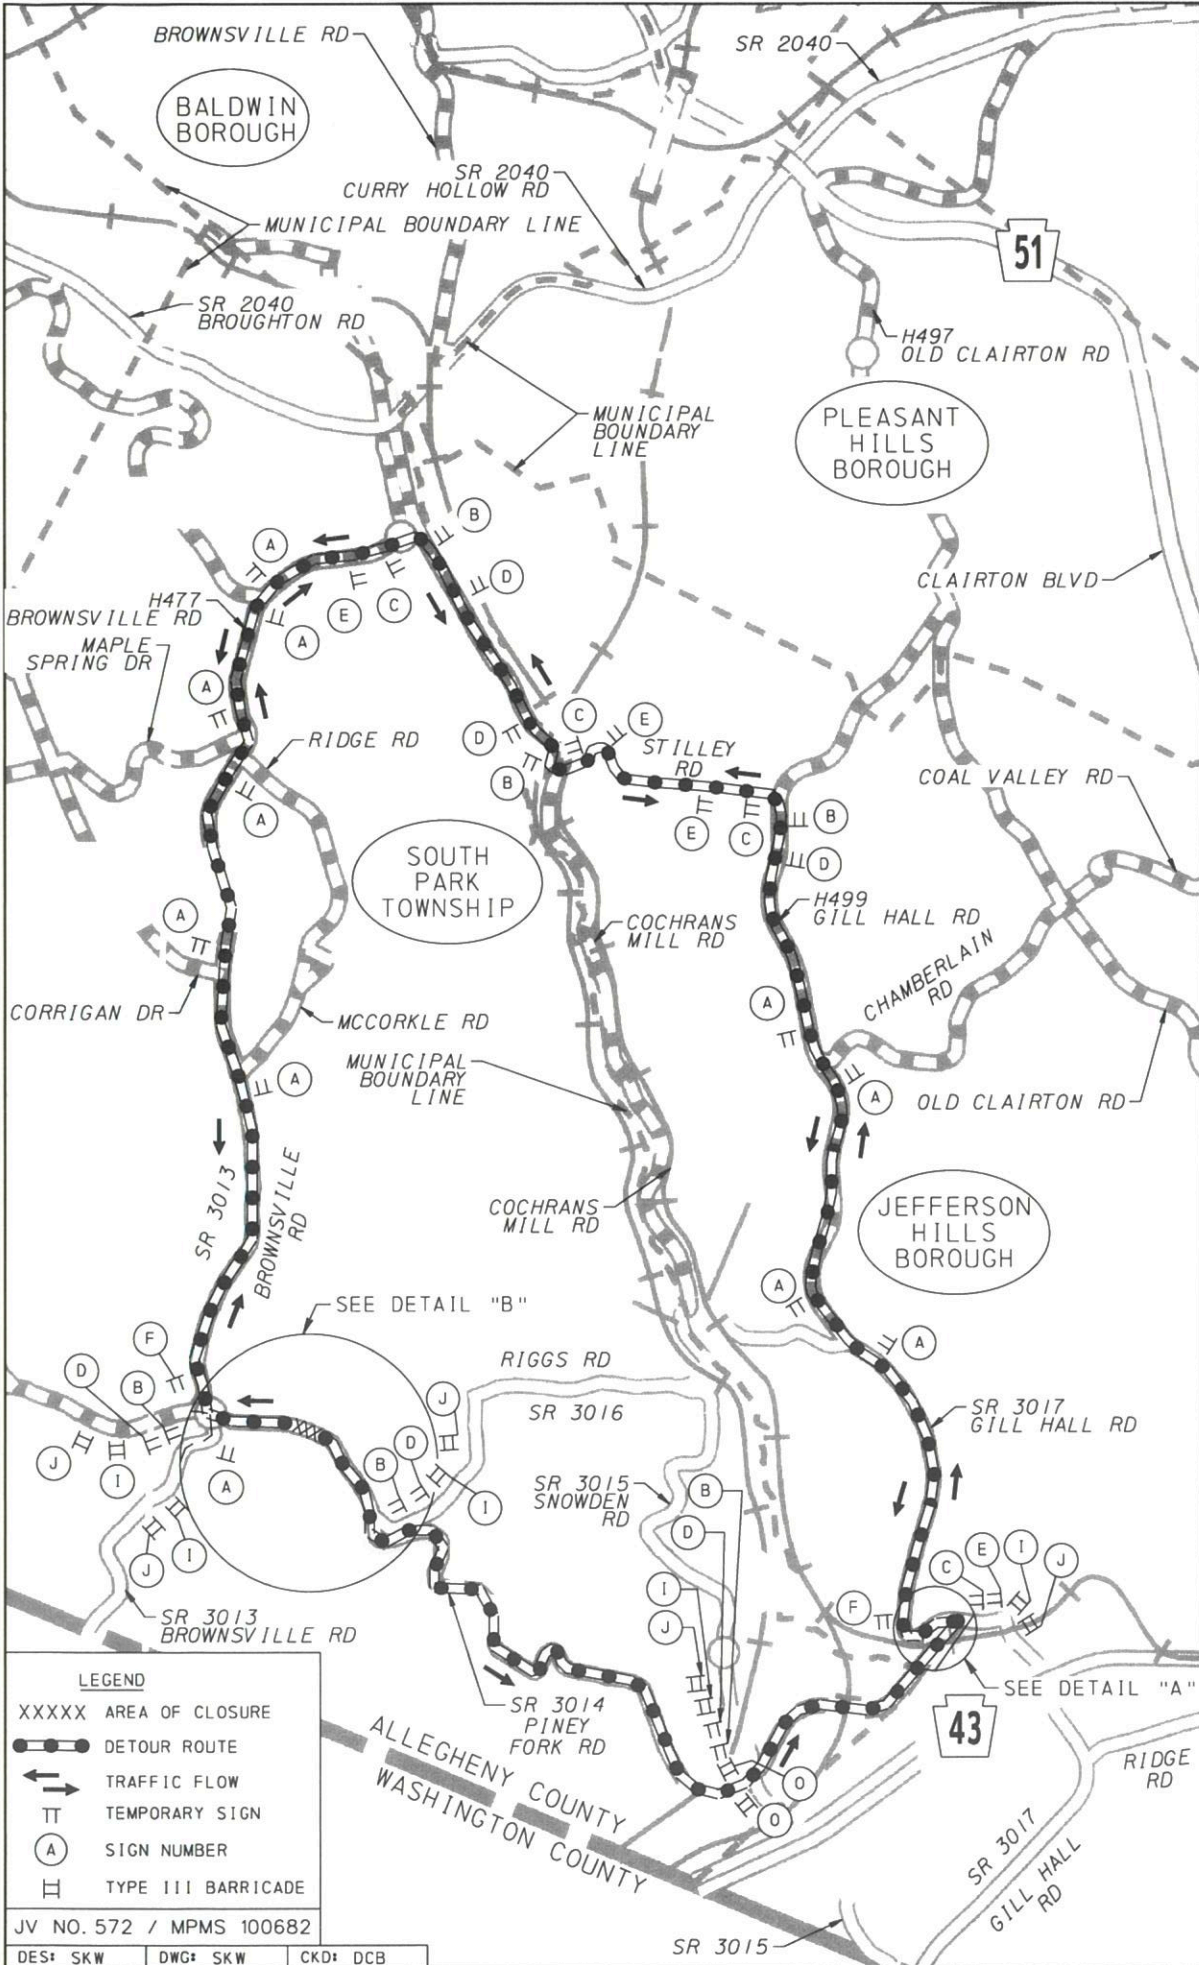 BROWNSVILLE RD
SR 2040
BALDWIN
BOROUGH
SR 2040
CURRY HOLLOW RD
MUNICIPAL BOUNDARY LINE
51
SR 2040
BROUGHTON RD
H497
OLD CLAIRTON RD
MUNICIPAL
BOUNDARY
LINE
PLEASANT
HILLS
BOROUGH
B
A
D
CLAIRTON BLVD
H477
BROWNSVILLE RD
E
C
A
MAPLE
SPRING DR
A
C
E
D
STILLEY
RD
RIDGE RD
B
COAL VALLEY RD
A
E
C
B
D
SOUTH
PARK
TOWNSHIP
H499
GILL HALL RD
A
COCHRANS
MILL RD
CHAMBERLAIN
RD
CORRIGAN DR
MCCORKLE RD
A
MUNICIPAL
BOUNDARY
LINE
A
A
OLD CLAIRTON RD
SR 3013
BROWNSVILLE
RD
COCHRANS
MILL RD
JEFFERSON
HILLS
BOROUGH
A
SEE DETAIL "B"
F
A
D
B
RIGGS RD
SR 3016
J
SR 3017
GILL HALL RD
D
B
J
I
A
I
SR 3015
SNOWDEN
RD
B
D
J
I
C
E
I
J
I
F
J
SR 3013
BROWNSVILLE RD
SEE DETAIL "A"
SR 3014
PINEY
FORK RD
43
RIDGE
RD
O
O
ALLEGHENY COUNTY
WASHINGTON COUNTY
SR 3017
GILL HALL
RD
SR 3015
LEGEND
XXXXX AREA OF CLOSURE
DETOUR ROUTE
TRAFFIC FLOW
TEMPORARY SIGN
A SIGN NUMBER
TYPE III BARRICADE
JV NO. 572 / MPMS 100682
DES: SKW DWG: SKW CKD: DCB